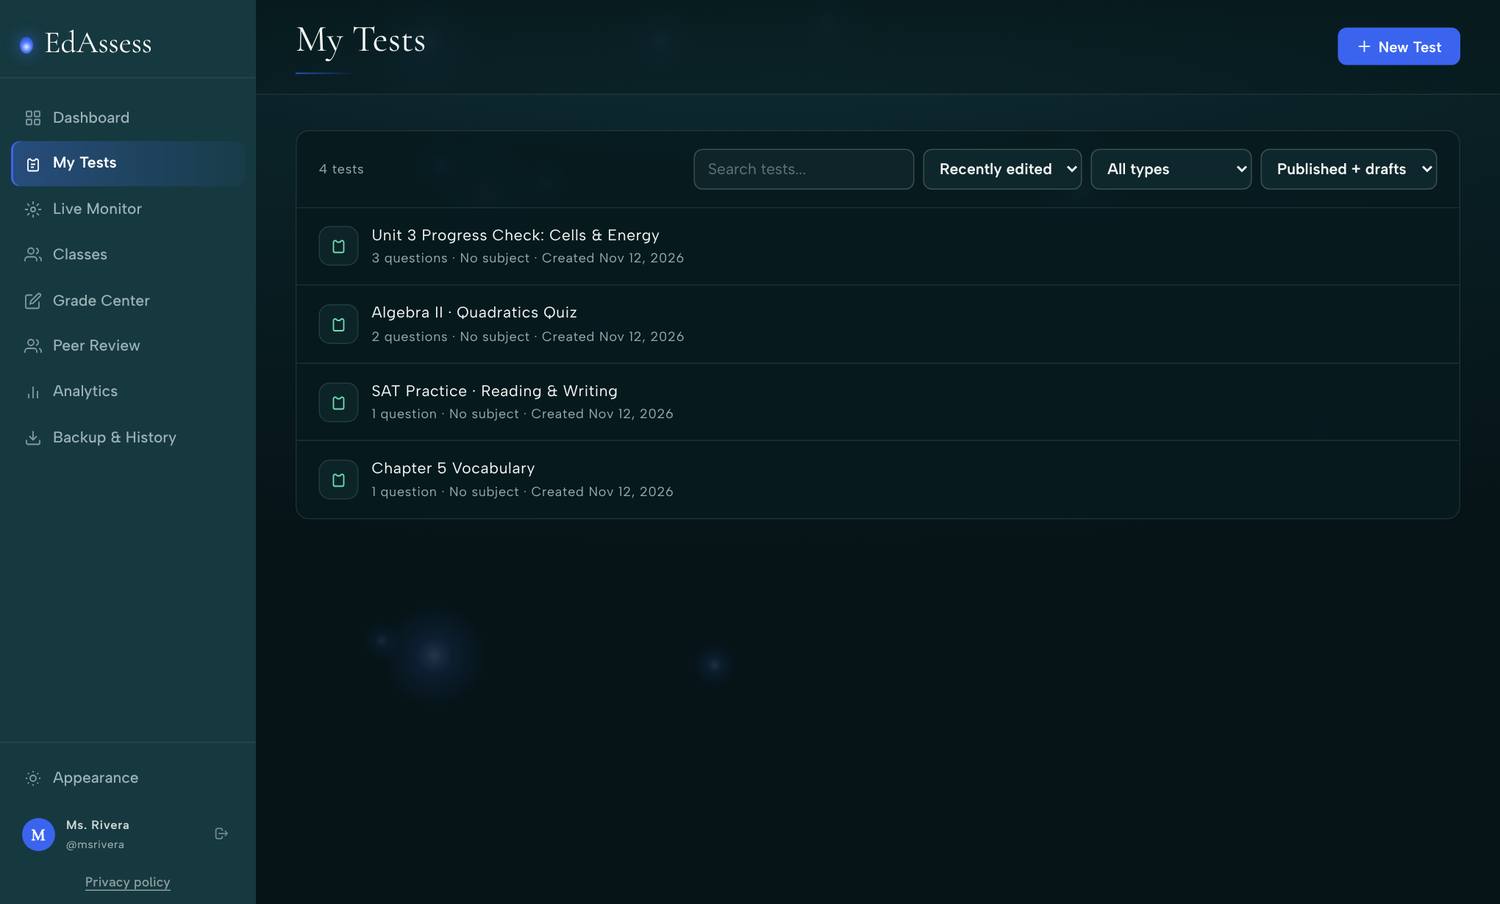 EdAssess
Dashboard
My Tests
Live Monitor
Classes
Grade Center
Peer Review
Analytics
Backup & History
Appearance
M
Ms. Rivera
@msrivera
Privacy policy
My Tests
+ New Test
4 tests
Search tests...
Recently edited
All types
Published + drafts
Unit 3 Progress Check: Cells & Energy
3 questions · No subject · Created Nov 12, 2026
Algebra II · Quadratics Quiz
2 questions · No subject · Created Nov 12, 2026
SAT Practice · Reading & Writing
1 question · No subject · Created Nov 12, 2026
Chapter 5 Vocabulary
1 question · No subject · Created Nov 12, 2026